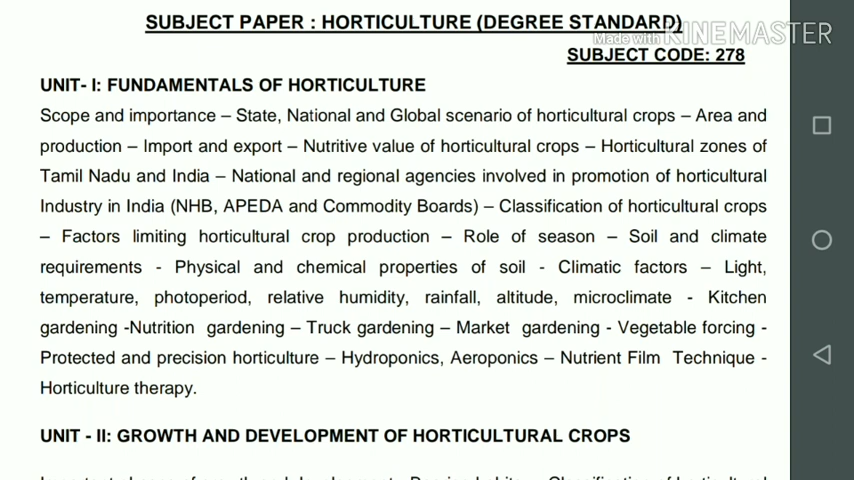 SUBJECT PAPER : HORTICULTURE (DEGREE STANDARD)
Made with KINEMASTER
SUBJECT CODE: 278
UNIT- I: FUNDAMENTALS OF HORTICULTURE
Scope and importance – State, National and Global scenario of horticultural crops – Area and
production – Import and export – Nutritive value of horticultural crops – Horticultural zones of
Tamil Nadu and India – National and regional agencies involved in promotion of horticultural
Industry in India (NHB, APEDA and Commodity Boards) – Classification of horticultural crops
– Factors limiting horticultural crop production – Role of season – Soil and climate
requirements - Physical and chemical properties of soil - Climatic factors – Light,
temperature, photoperiod, relative humidity, rainfall, altitude, microclimate - Kitchen
gardening -Nutrition gardening – Truck gardening – Market gardening - Vegetable forcing -
Protected and precision horticulture – Hydroponics, Aeroponics – Nutrient Film Technique -
Horticulture therapy.
UNIT - II: GROWTH AND DEVELOPMENT OF HORTICULTURAL CROPS